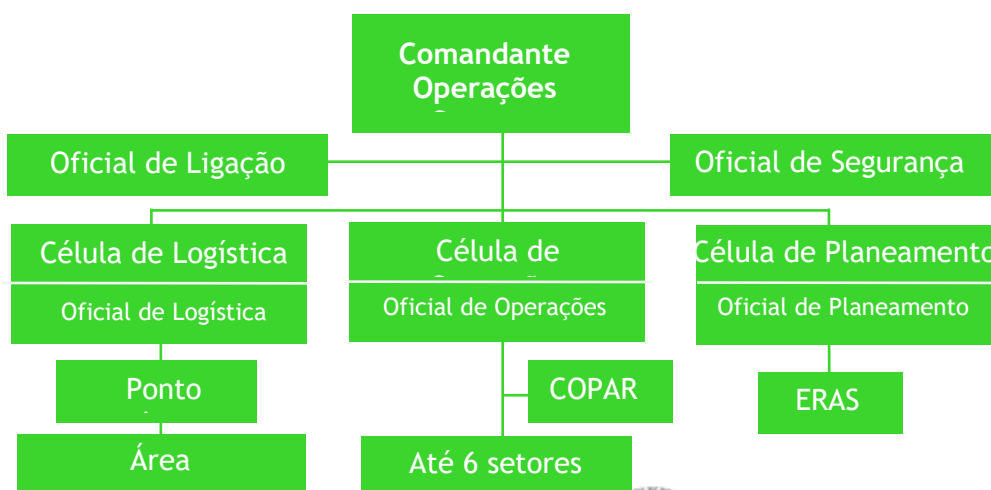 Comandante
Operações
Oficial de Ligação
Oficial de Segurança
Célula de Logística
Oficial de Logística
Célula de
Oficial de Operações
Célula de Planeamento
Oficial de Planeamento
Ponto
COPAR
ERAS
Área
Até 6 setores